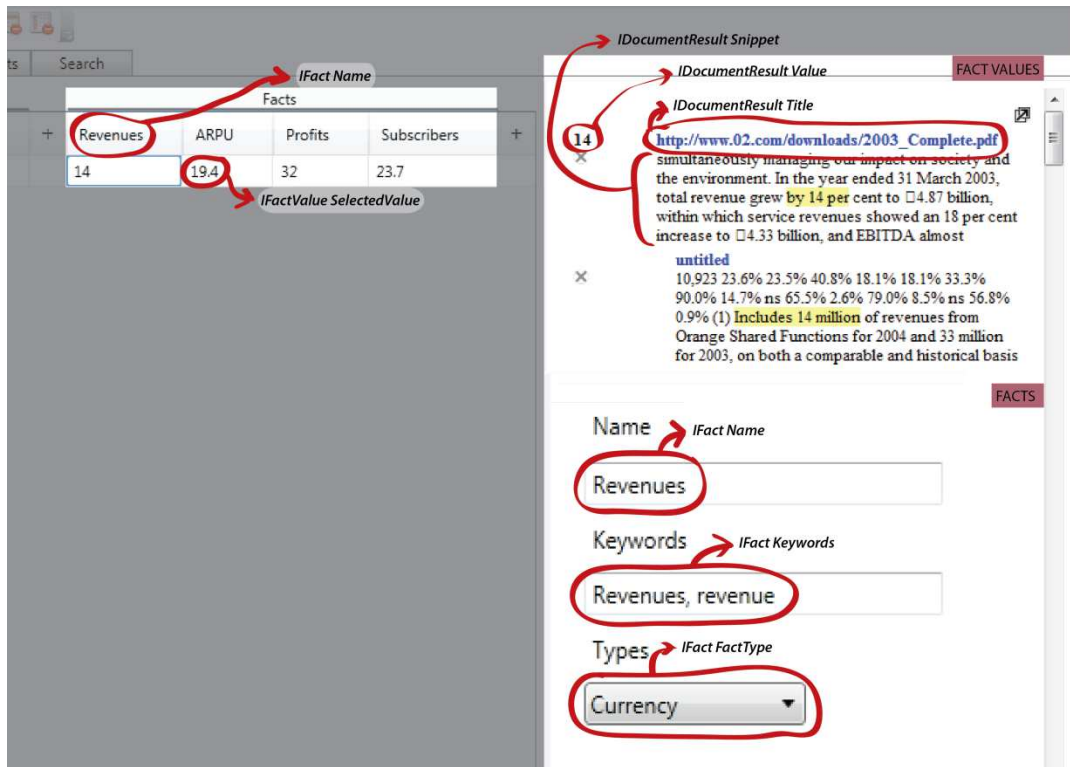 IDocumentResult Snippet
ts Search
IFact Name
IDocumentResult Value
FACT VALUES
Facts
IDocumentResult Title
+ Revenues ARPU Profits Subscribers +
14 19.4 32 23.7
IFactValue SelectedValue
14 http://www.02.com/downloads/2003_Complete.pdf
simultaneously managing our impact on society and
the environment. In the year ended 31 March 2003,
total revenue grew by 14 per cent to □4.87 billion,
within which service revenues showed an 18 per cent
increase to □4.33 billion, and EBITDA almost
untitled
10,923 23.6% 23.5% 40.8% 18.1% 18.1% 33.3%
90.0% 14.7% ns 65.5% 2.6% 79.0% 8.5% ns 56.8%
0.9% (1) Includes 14 million of revenues from
Orange Shared Functions for 2004 and 33 million
for 2003, on both a comparable and historical basis
FACTS
Name
IFact Name
Revenues
Keywords
IFact Keywords
Revenues, revenue
Types
IFact FactType
Currency